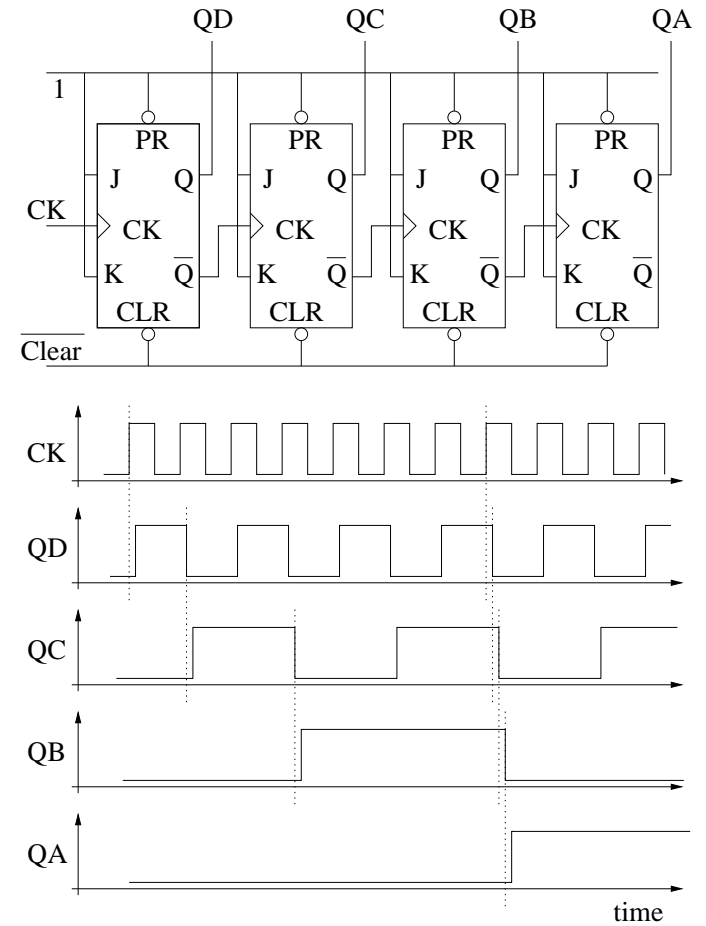 QD QC QB QA
1
PR PR PR PR
J Q J Q J Q J Q
CK CK CK CK CK
K Q̅ K Q̅ K Q̅ K Q̅
CLR CLR CLR CLR
C̅l̅e̅a̅r̅
CK
QD
QC
QB
QA
time